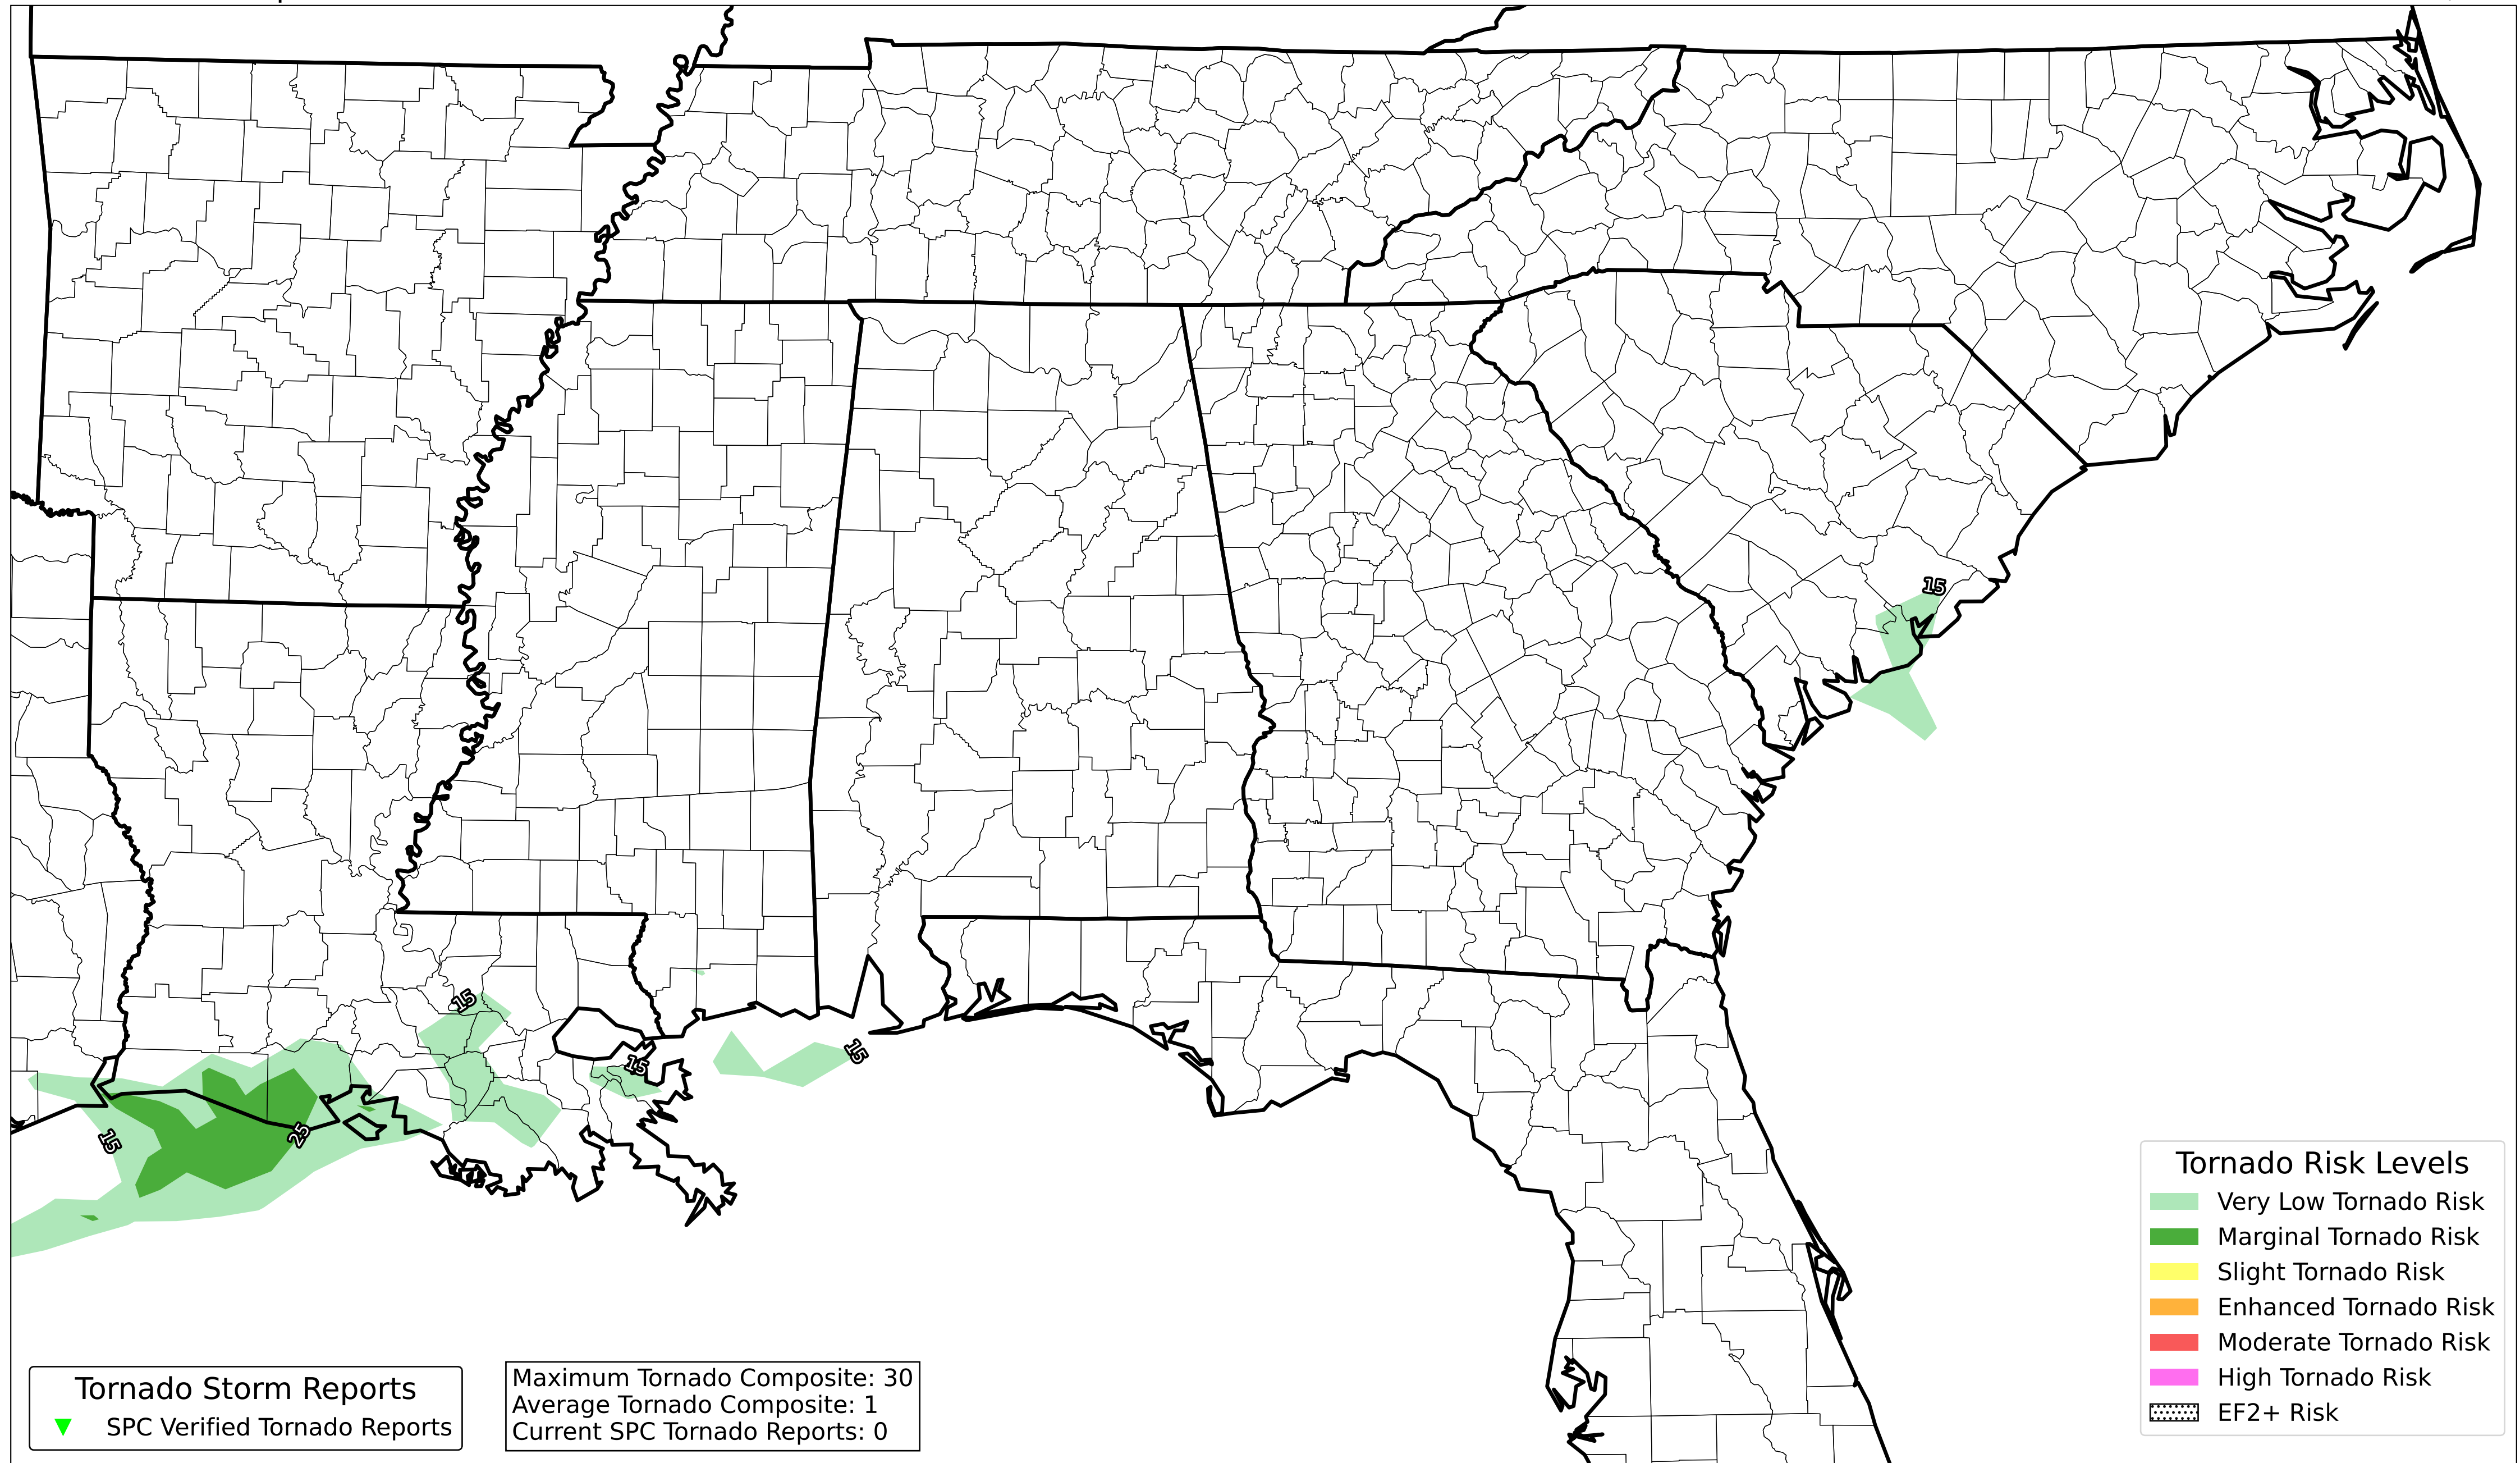 15
15
15
15
15
25
Tornado Risk Levels
Very Low Tornado Risk
Marginal Tornado Risk
Slight Tornado Risk
Enhanced Tornado Risk
Moderate Tornado Risk
High Tornado Risk
EF2+ Risk
Tornado Storm Reports
SPC Verified Tornado Reports
Maximum Tornado Composite: 30
Average Tornado Composite: 1
Current SPC Tornado Reports: 0